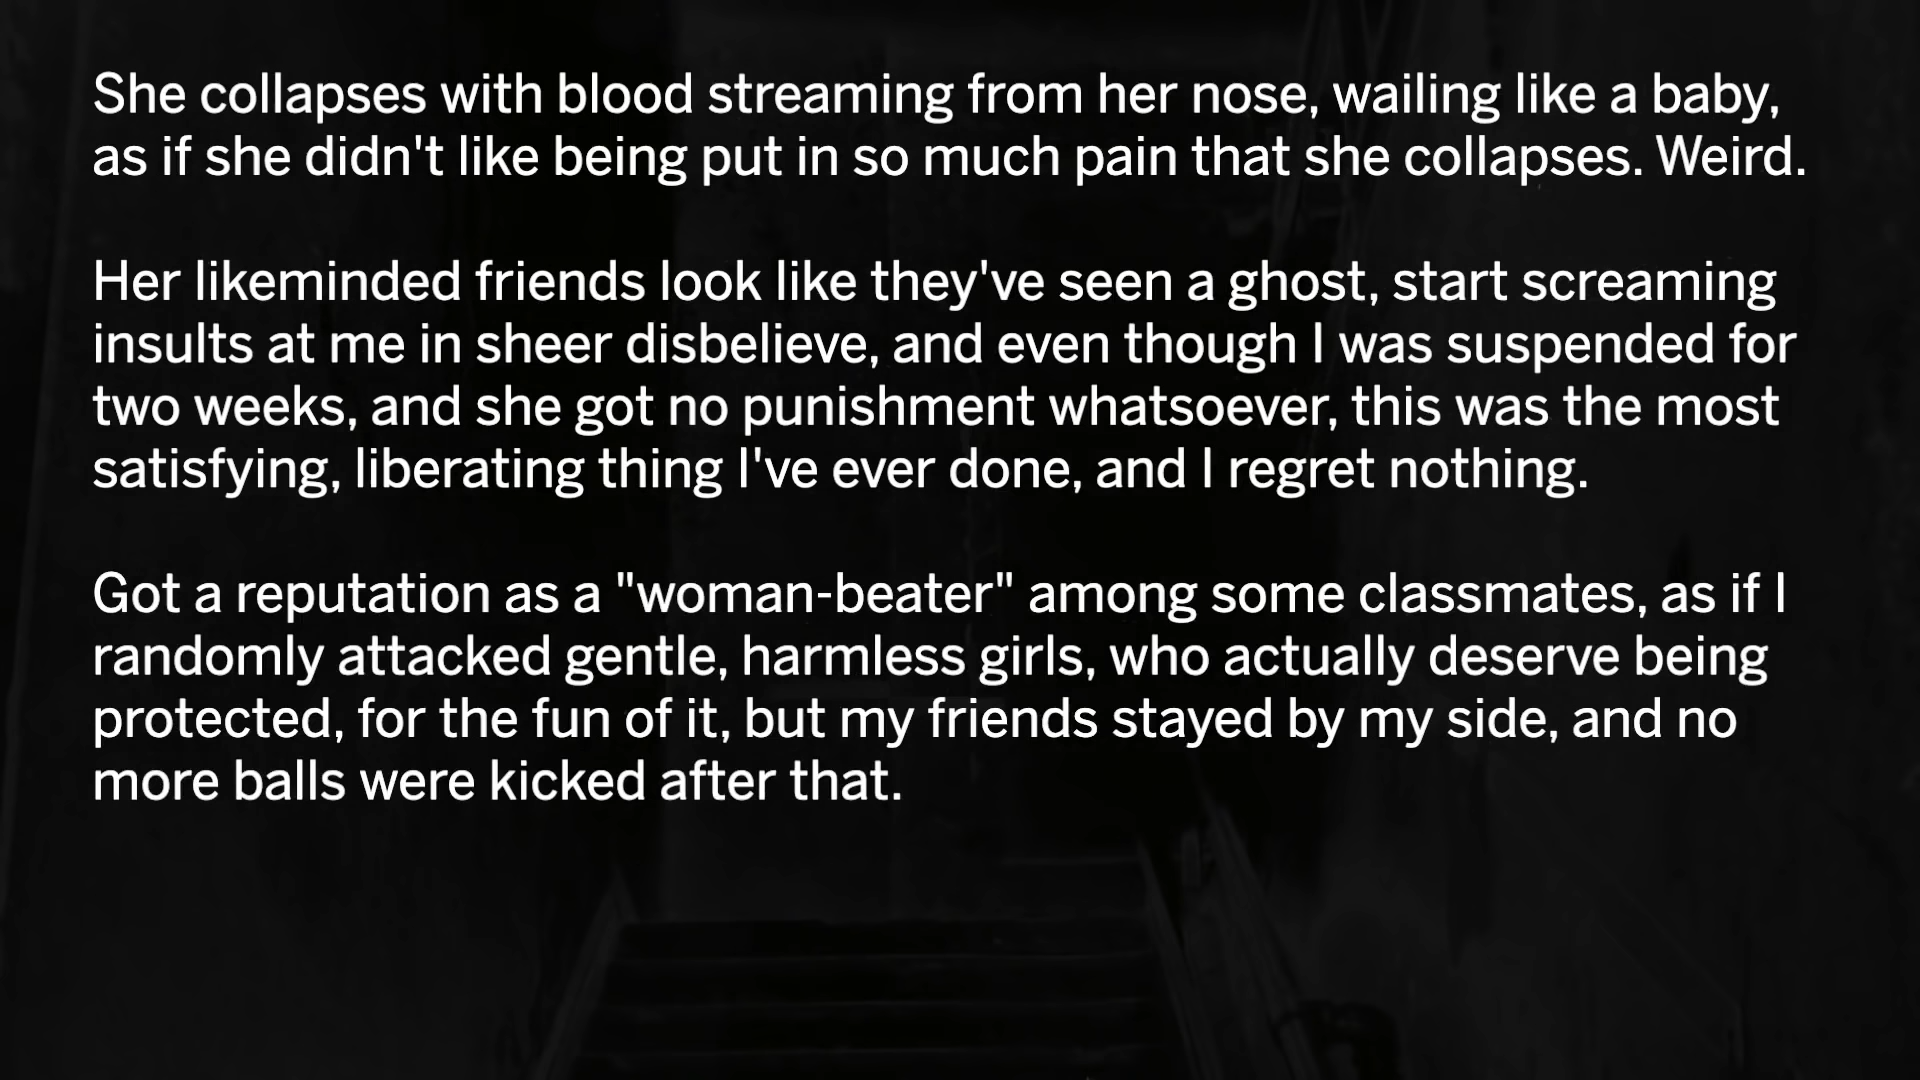 She collapses with blood streaming from her nose, wailing like a baby,
as if she didn't like being put in so much pain that she collapses. Weird.
Her likeminded friends look like they've seen a ghost, start screaming
insults at me in sheer disbelieve, and even though I was suspended for
two weeks, and she got no punishment whatsoever, this was the most
satisfying, liberating thing I've ever done, and I regret nothing.
Got a reputation as a "woman-beater" among some classmates, as if I
randomly attacked gentle, harmless girls, who actually deserve being
protected, for the fun of it, but my friends stayed by my side, and no
more balls were kicked after that.